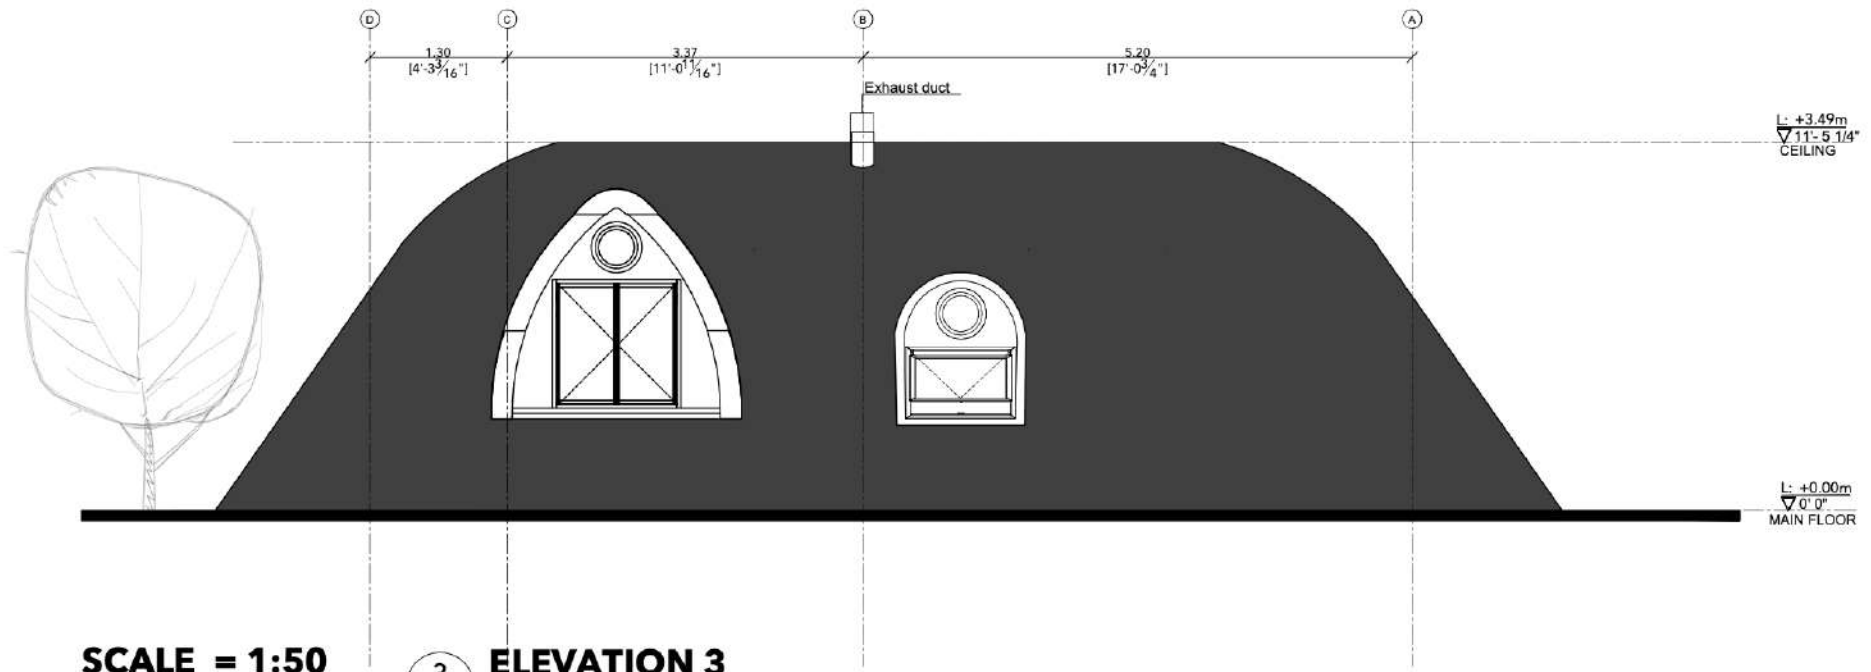 D C B A
1.30 3.37 5.20
[4'-3 3/16"] [11'-0 11/16"] [17'-0 3/4"]
Exhaust duct
L: +3.49m
11'- 5 1/4"
CEILING
L: +0.00m
0' 0"
MAIN FLOOR
SCALE = 1:50 ELEVATION 3